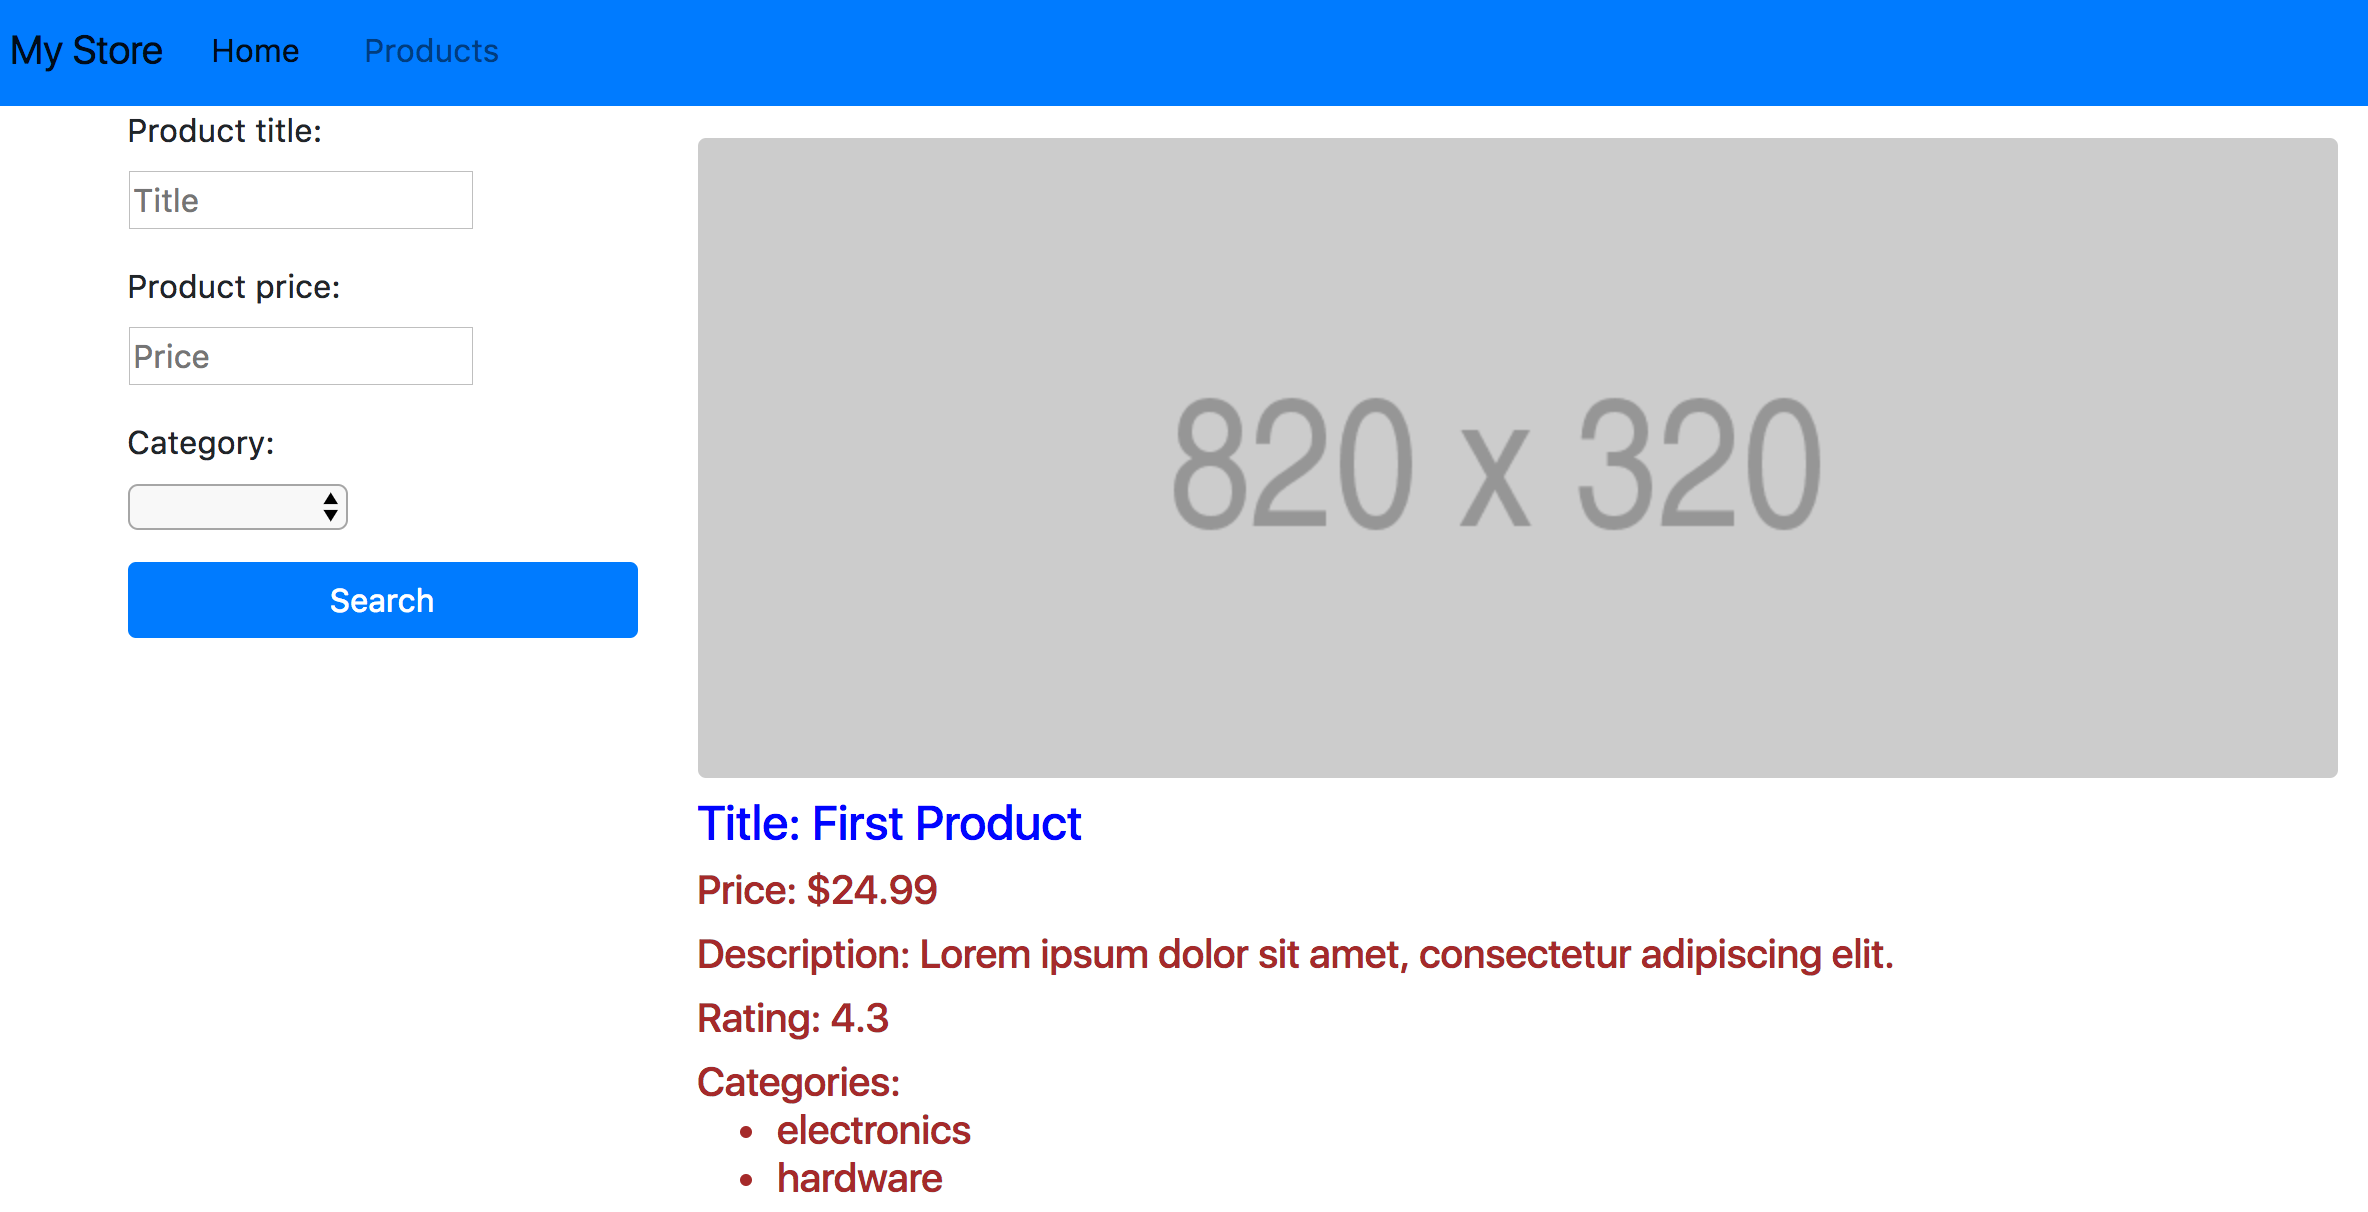 My Store Home Products
Product title:
Title
Product price:
Price
Category:
Search
820 x 320
Title: First Product
Price: $24.99
Description: Lorem ipsum dolor sit amet, consectetur adipiscing elit.
Rating: 4.3
Categories:
• electronics
• hardware